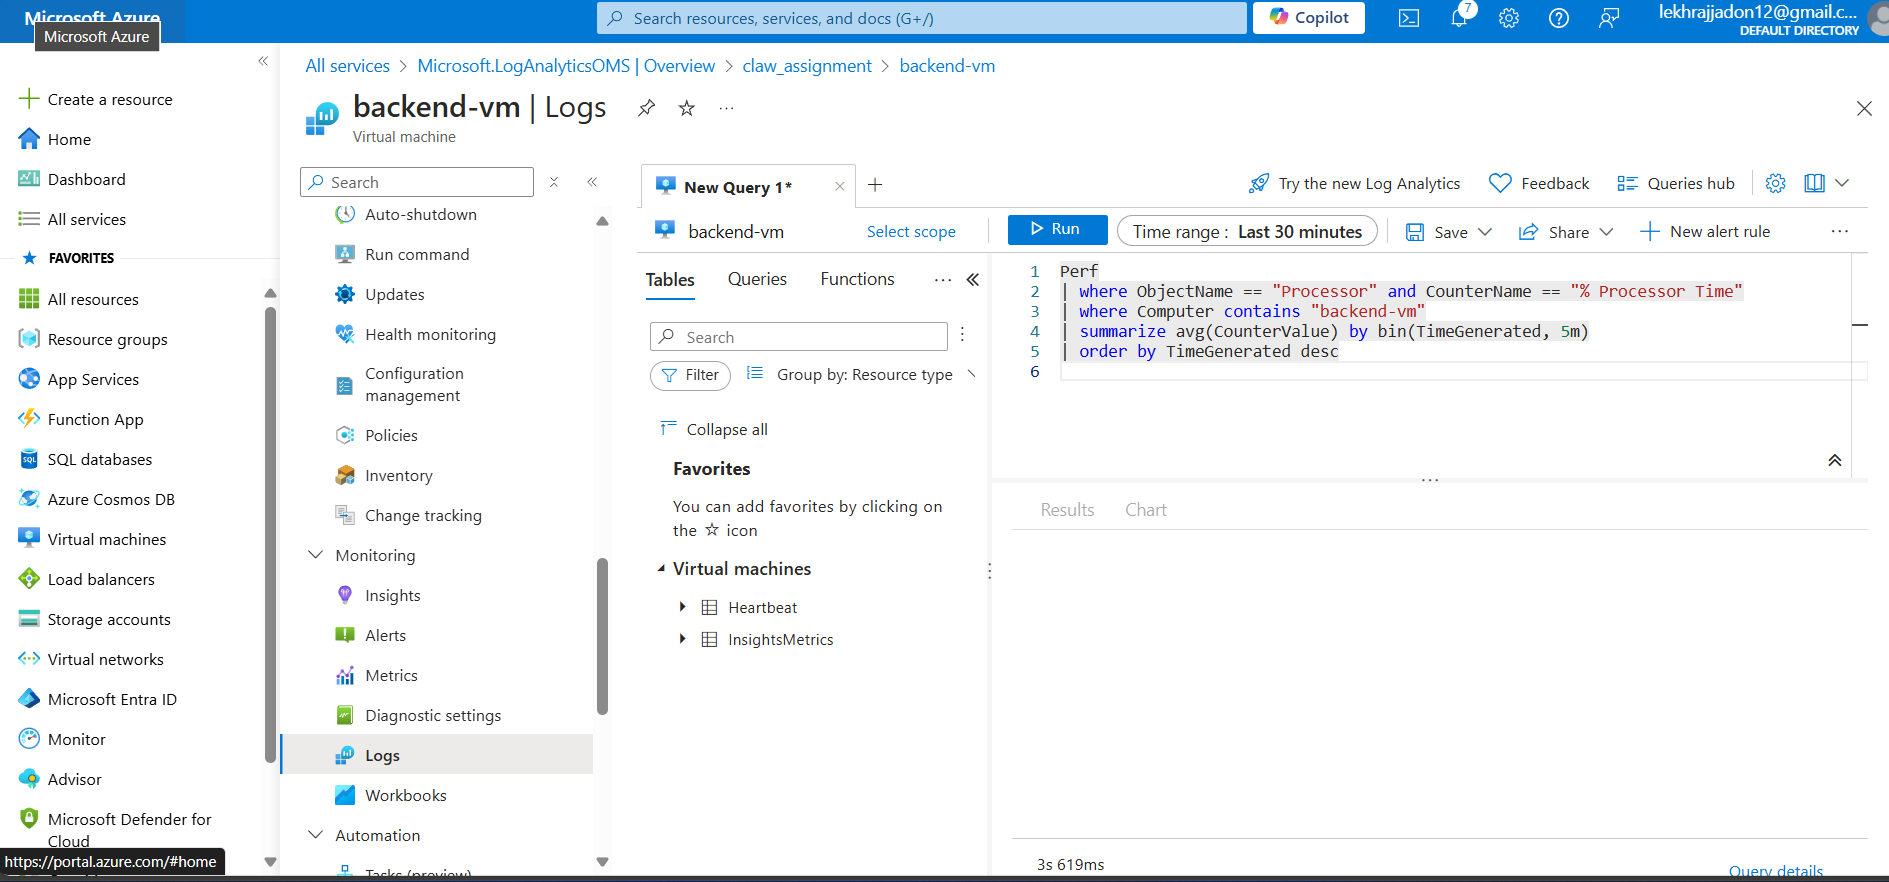 Microsoft Azure
Microsoft Azure
Search resources, services, and docs (G+/)
Copilot
7
lekhrajjadon12@gmail.c...
DEFAULT DIRECTORY
Create a resource
Home
Dashboard
All services
FAVORITES
All resources
Resource groups
App Services
Function App
SQL databases
Azure Cosmos DB
Virtual machines
Load balancers
Storage accounts
Virtual networks
Microsoft Entra ID
Monitor
Advisor
Microsoft Defender for
Cloud
https://portal.azure.com/#home
All services > Microsoft.LogAnalyticsOMS | Overview > claw_assignment > backend-vm
backend-vm | Logs
Virtual machine
Search
Auto-shutdown
Run command
Updates
Health monitoring
Configuration
management
Policies
Inventory
Change tracking
Monitoring
Insights
Alerts
Metrics
Diagnostic settings
Logs
Workbooks
Automation
Tasks (preview)
New Query 1*
Try the new Log Analytics
Feedback
Queries hub
backend-vm
Select scope
Run
Time range : Last 30 minutes
Save
Share
New alert rule
Tables
Queries
Functions
Search
Filter
Group by: Resource type
Collapse all
Favorites
You can add favorites by clicking on
the ☆ icon
Virtual machines
Heartbeat
InsightsMetrics
1 Perf
2 | where ObjectName == "Processor" and CounterName == "% Processor Time"
3 | where Computer contains "backend-vm"
4 | summarize avg(CounterValue) by bin(TimeGenerated, 5m)
5 | order by TimeGenerated desc
6
Results
Chart
3s 619ms
Query details